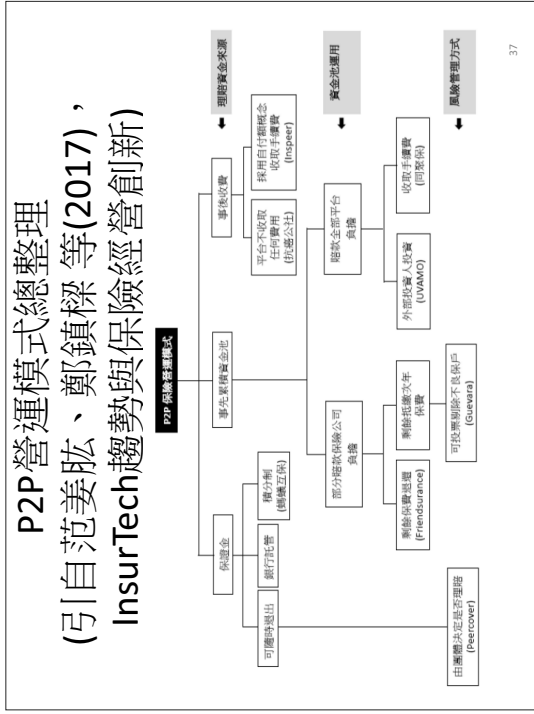 P2P營運模式總整理
(引自范姜肱、鄭鎮樑 等(2017)，
InsurTech趨勢與保險經營創新)
P2P 保險營運模式
保證金
事先累積資金池
事後收費
理賠資金來源
可隨時退出
銀行託管
積分制
(螞蟻互保)
平台不收取
任何費用
(抗癌公社)
採用自付額概念
收取手續費
(Inspeer)
部分賠款保險公司
負擔
賠款全部平台
負擔
資金池運用
剩餘保費退還
(Friendsurance)
剩餘抵繳次年
保費
外部投資人投資
(UVAMO)
收取手續費
(同聚保)
由團體決定是否理賠
(Peercover)
可投票剔除不良保戶
(Guevara)
風險管理方式
37